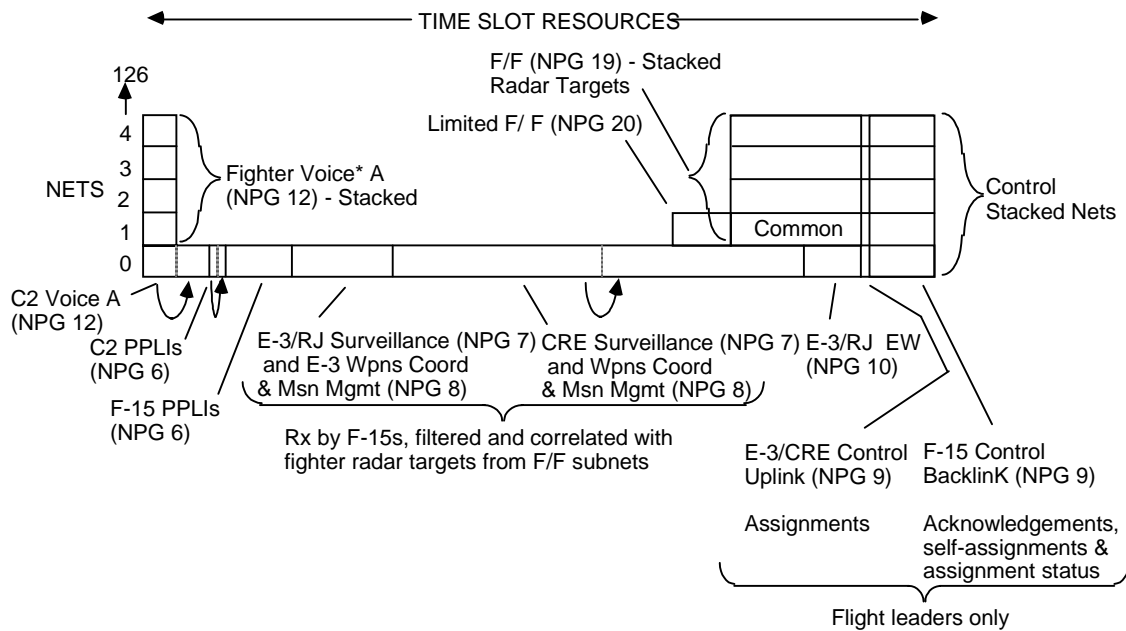 TIME SLOT RESOURCES
F/F (NPG 19) - Stacked
Radar Targets
Limited F/ F (NPG 20)
126
4
3
2
1
0
NETS
Fighter Voice* A
(NPG 12) - Stacked
Common
Control
Stacked Nets
C2 Voice A
(NPG 12)
C2 PPLIs
(NPG 6)
F-15 PPLIs
(NPG 6)
E-3/RJ Surveillance (NPG 7)
and E-3 Wpns Coord
& Msn Mgmt (NPG 8)
CRE Surveillance (NPG 7)
and Wpns Coord
& Msn Mgmt (NPG 8)
E-3/RJ EW
(NPG 10)
Rx by F-15s, filtered and correlated with
fighter radar targets from F/F subnets
E-3/CRE Control
Uplink (NPG 9)
Assignments
F-15 Control
BacklinK (NPG 9)
Acknowledgements,
self-assignments &
assignment status
Flight leaders only